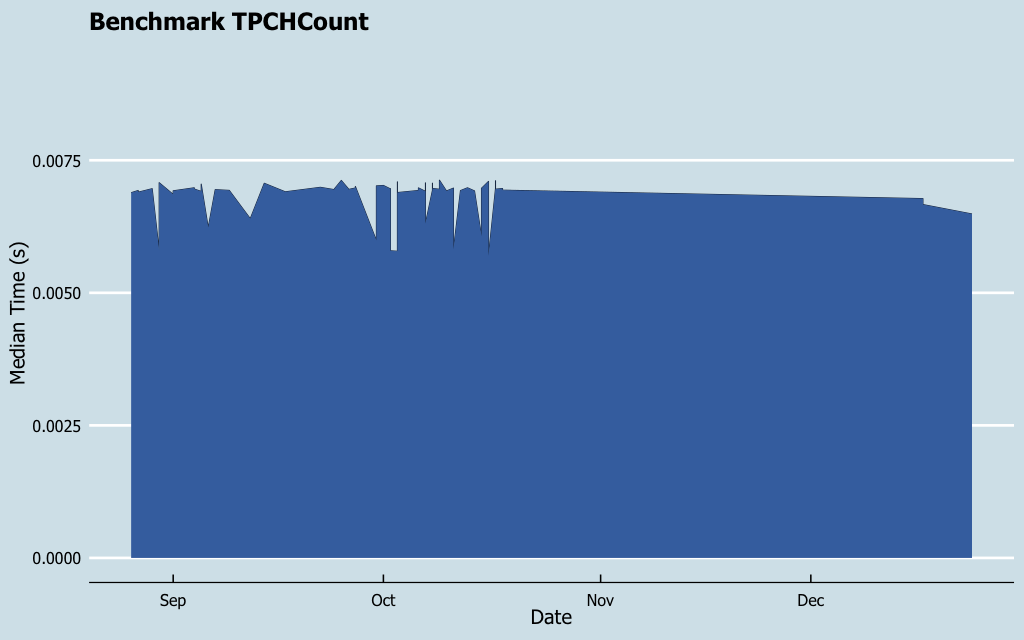 Benchmark TPCHCount
Median Time (s)
0.0075
0.0050
0.0025
0.0000
Sep Oct Nov Dec
Date